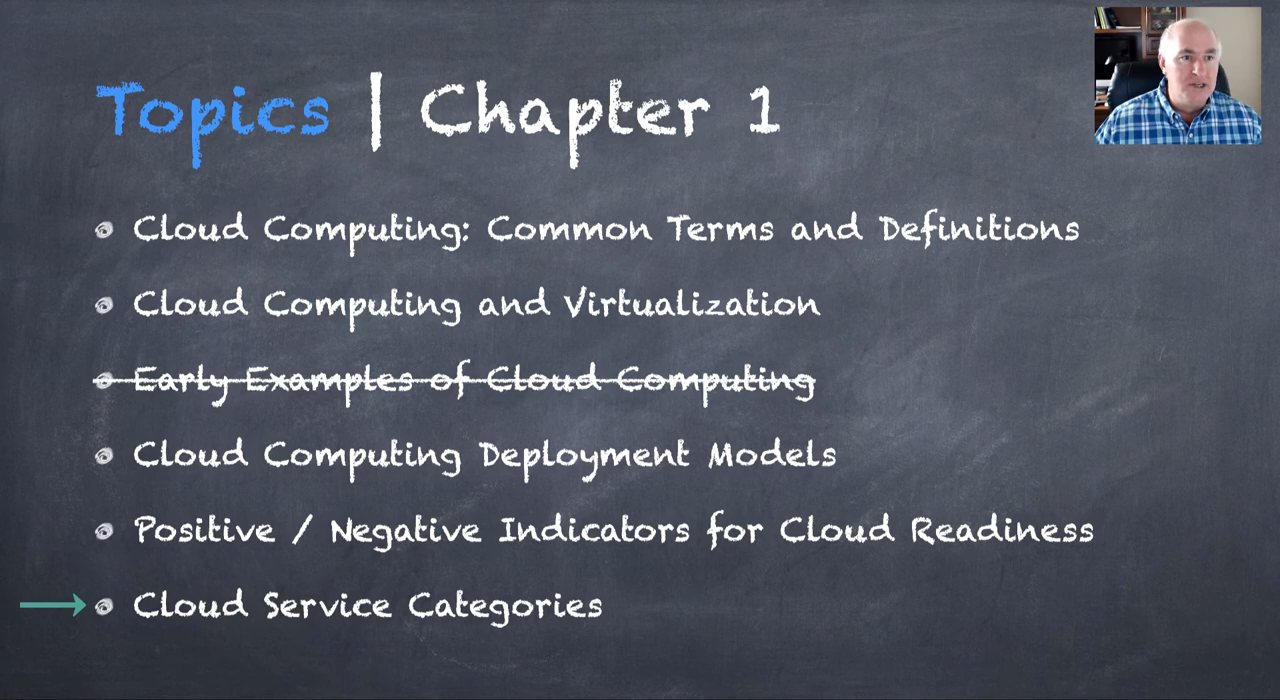 Topics | Chapter 1
Cloud Computing: Common Terms and Definitions
Cloud Computing and Virtualization
Early Examples of Cloud Computing
Cloud Computing Deployment Models
Positive / Negative Indicators for Cloud Readiness
Cloud Service Categories